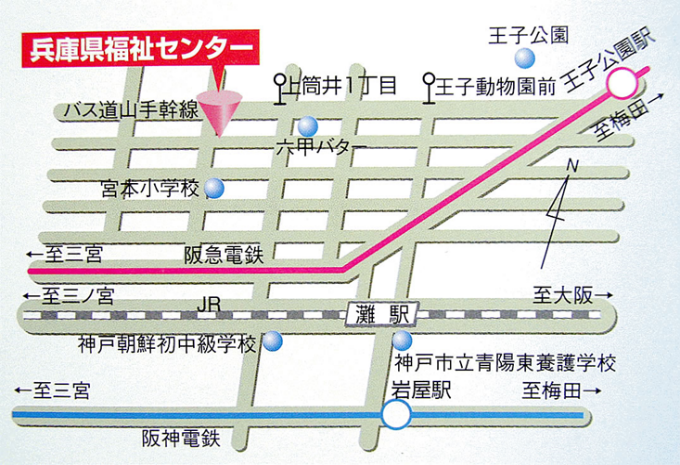 王子公園
兵庫県福祉センター
王子公園駅
上筒井1丁目
王子動物園前
バス道山手幹線
至梅田→
六甲バター
N
宮本小学校
←至三宮
阪急電鉄
←至三ノ宮
JR
至大阪→
灘 駅
神戸朝鮮初中級学校
神戸市立青陽東養護学校
←至三宮
岩屋駅
至梅田→
阪神電鉄